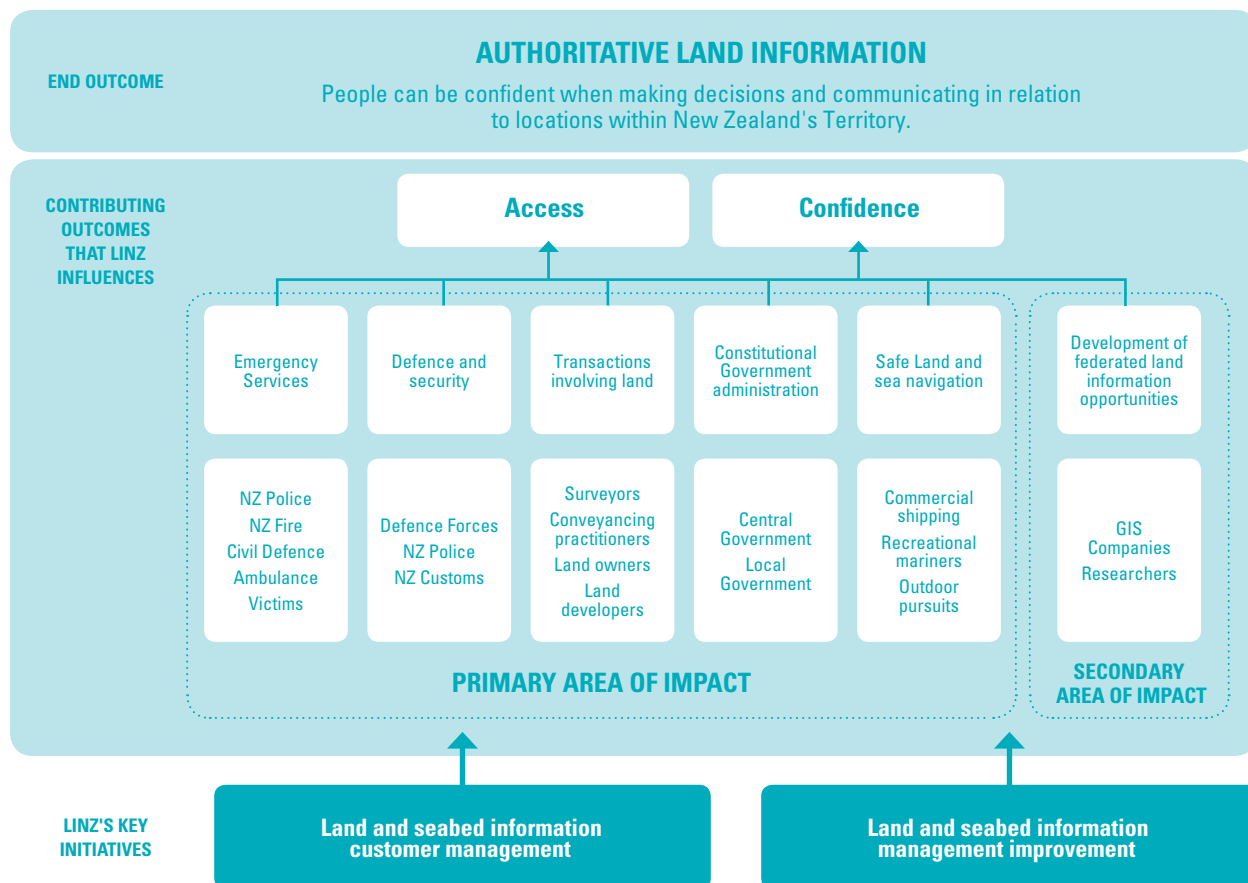 END OUTCOME
AUTHORITATIVE LAND INFORMATION
People can be confident when making decisions and communicating in relation
to locations within New Zealand's Territory.
CONTRIBUTING
OUTCOMES
THAT LINZ
INFLUENCES
Access
Confidence
Emergency
Services
Defence and
security
Transactions
involving land
Constitutional
Government
administration
Safe Land and
sea navigation
Development of
federated land
information
opportunities
NZ Police
NZ Fire
Civil Defence
Ambulance
Victims
Defence Forces
NZ Police
NZ Customs
Surveyors
Conveyancing
practitioners
Land owners
Land
developers
Central
Government
Local
Government
Commercial
shipping
Recreational
mariners
Outdoor
pursuits
GIS
Companies
Researchers
PRIMARY AREA OF IMPACT
SECONDARY
AREA OF IMPACT
LINZ'S KEY
INITIATIVES
Land and seabed information
customer management
Land and seabed information
management improvement